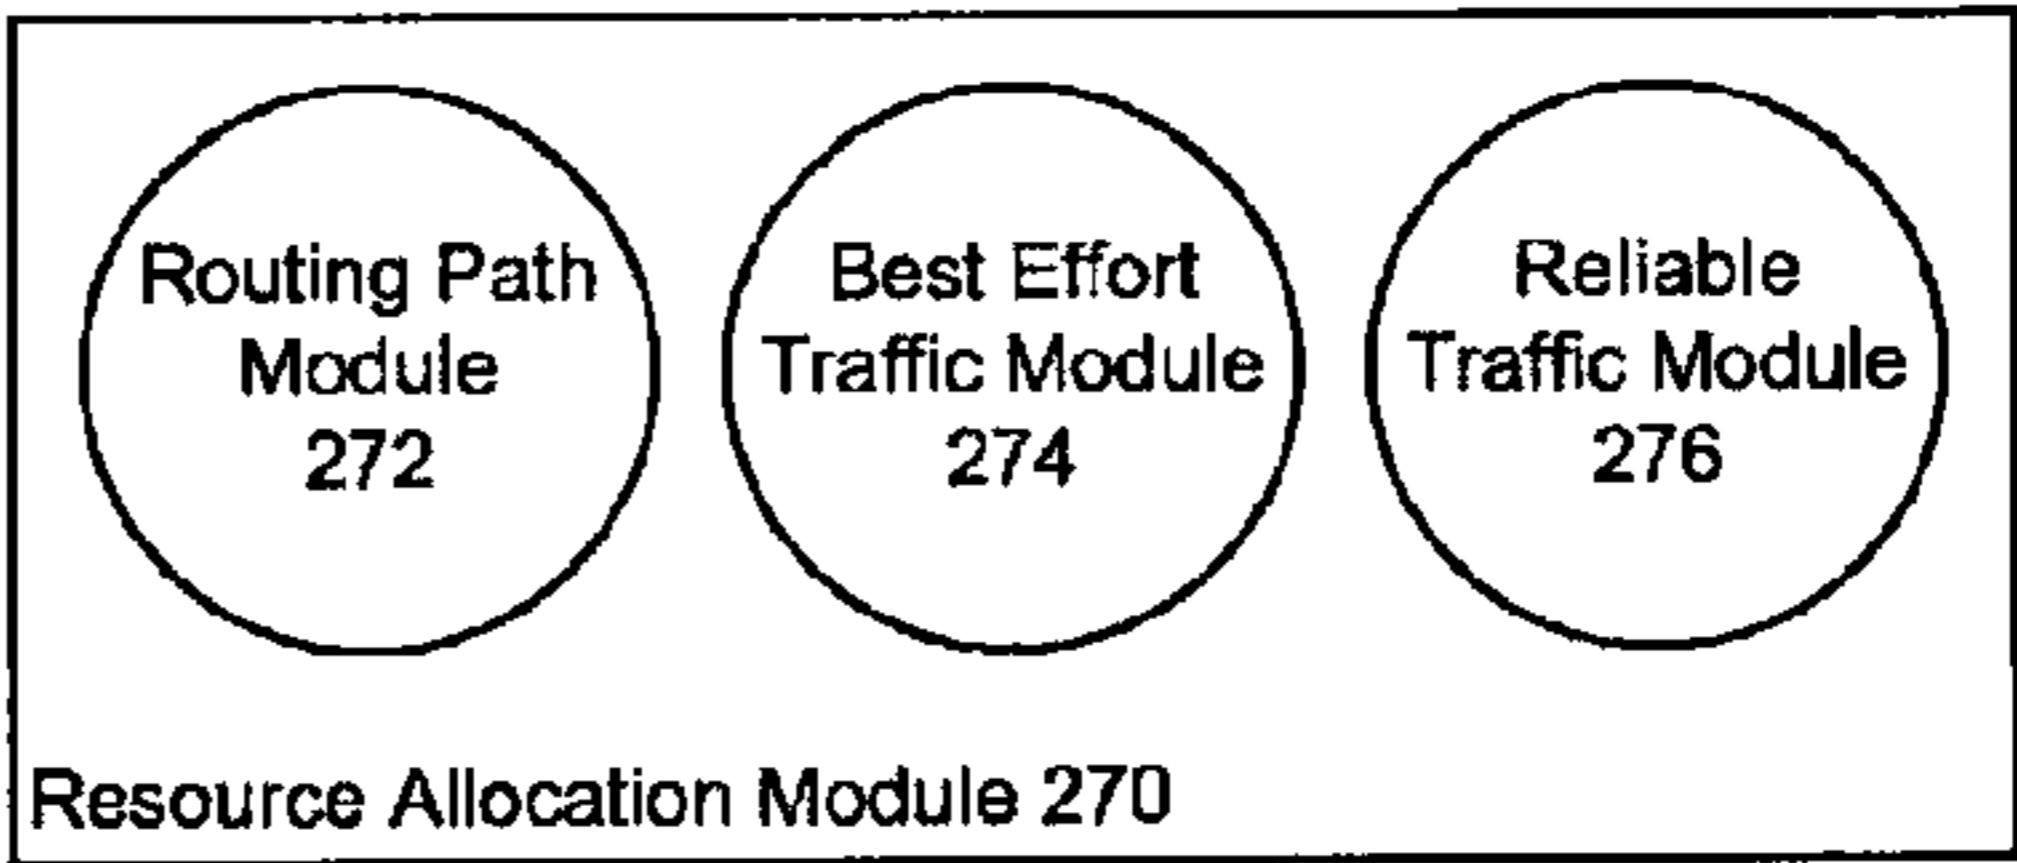 Routing Path
Module
272
Best Effort
Traffic Module
274
Reliable
Traffic Module
276
Resource Allocation Module 270